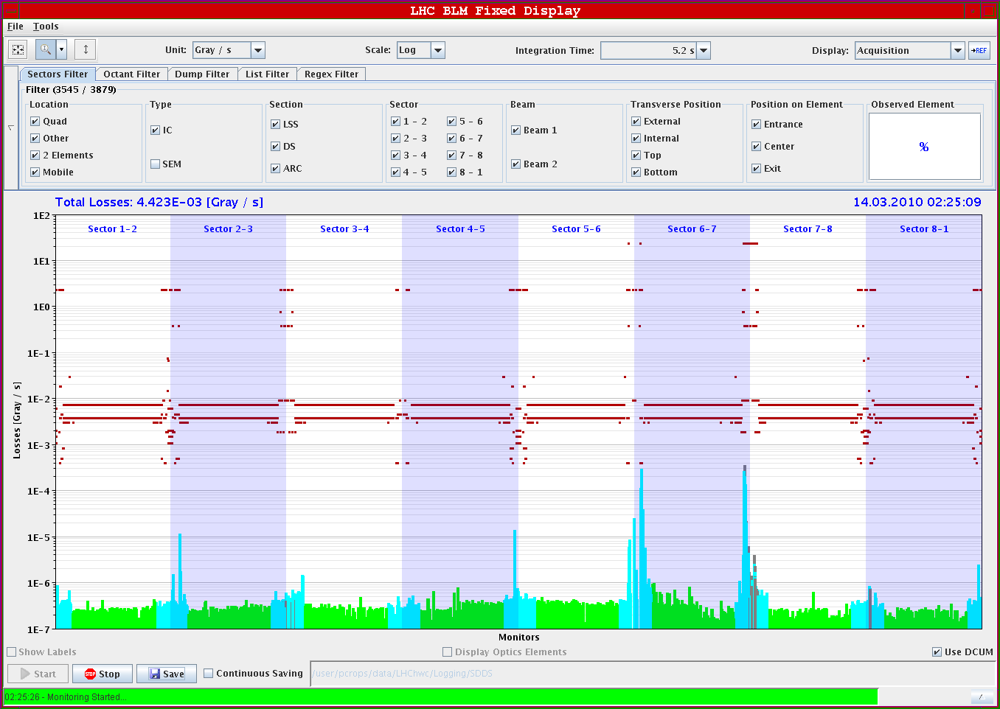 LHC BLM Fixed Display
File Tools
Unit: Gray / s Scale: Log Integration Time: 5.2 s Display: Acquisition →REF
Sectors Filter Octant Filter Dump Filter List Filter Regex Filter
Filter (3545 / 3879)
Location Type Section Sector Beam Transverse Position Position on Element Observed Element
Quad IC LSS 1 - 2 5 - 6 Beam 1 External Entrance %
Other DS 2 - 3 6 - 7 Internal Center
2 Elements SEM ARC 3 - 4 7 - 8 Beam 2 Top Exit
Mobile 4 - 5 8 - 1 Bottom
Total Losses: 4.423E-03 [Gray / s] 14.03.2010 02:25:09
1E2
Sector 1-2 Sector 2-3 Sector 3-4 Sector 4-5 Sector 5-6 Sector 6-7 Sector 7-8 Sector 8-1
1E1
1E0
1E-1
1E-2
Losses [Gray / s]
1E-3
1E-4
1E-5
1E-6
1E-7
Monitors
Show Labels Display Optics Elements Use DCUM
Start STOP Stop Save Continuous Saving /user/pcrops/data/LHChwc/Logging/SDDS
02:25:26 - Monitoring Started...